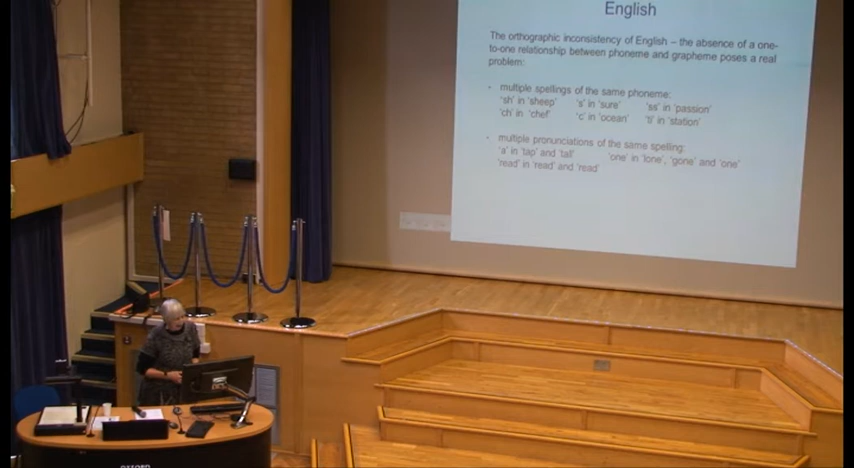 English
The orthographic inconsistency of English – the absence of a one-
to-one relationship between phoneme and grapheme poses a real
problem:
- multiple spellings of the same phoneme:
'sh' in 'sheep' 's' in 'sure' 'ss' in 'passion'
'ch' in 'chef' 'c' in 'ocean' 'ti' in 'station'
- multiple pronunciations of the same spelling:
'a' in 'tap' and 'tall' 'one' in 'lone', 'gone' and 'one'
'read' in 'read' and 'read'
OXFORD